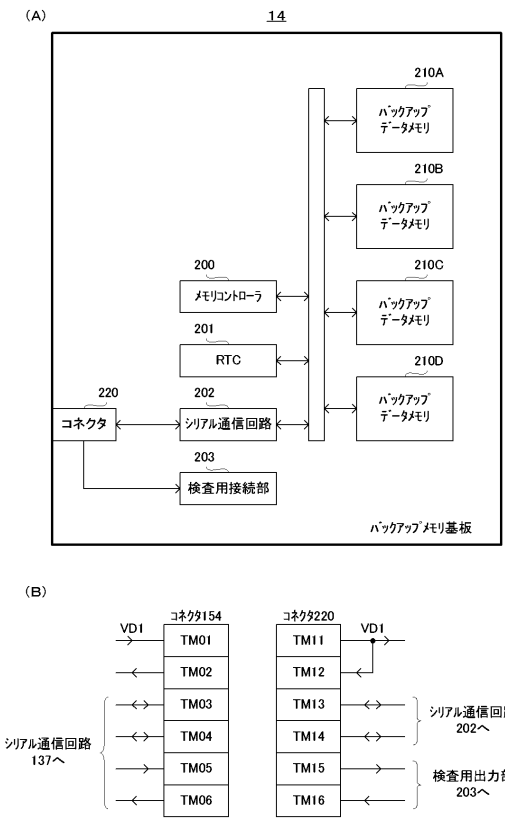 (A)
14
210A
バックアップ
データメモリ
210B
バックアップ
データメモリ
200
メモリコントローラ
210C
バックアップ
データメモリ
201
RTC
210D
バックアップ
データメモリ
220
コネクタ
202
シリアル通信回路
203
検査用接続部
バックアップメモリ基板
(B)
コネクタ154
VD1
TM01
TM02
TM03
TM04
TM05
TM06
シリアル通信回路
137へ
コネクタ220
TM11
VD1
TM12
TM13
TM14
TM15
TM16
シリアル通信回
202へ
検査用出力部
203へ